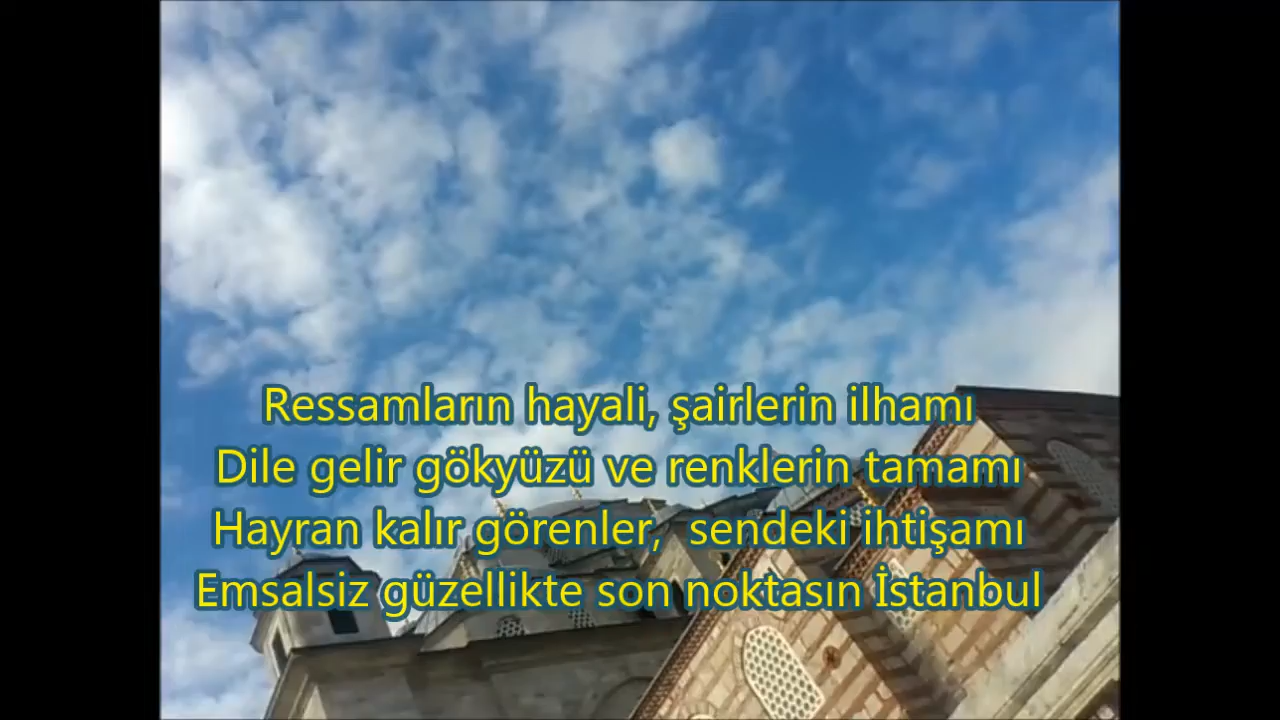 Ressamların hayali, şairlerin ilhamı
Dile gelir gökyüzü ve renklerin tamamı
Hayran kalır görenler,  sendeki ihtişamı
Emsalsiz güzellikte son noktasın İstanbul